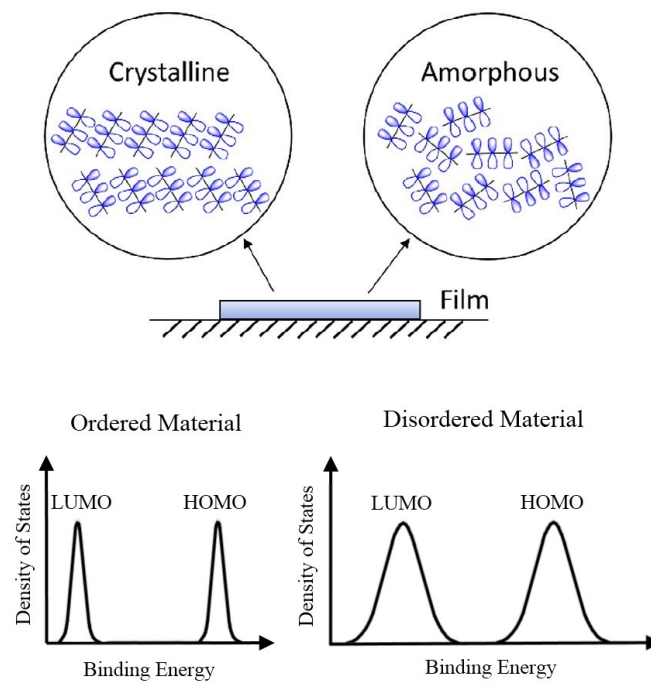 Crystalline
Amorphous
Film
Ordered Material
Disordered Material
LUMO
HOMO
Density of States
Binding Energy
LUMO
HOMO
Density of States
Binding Energy